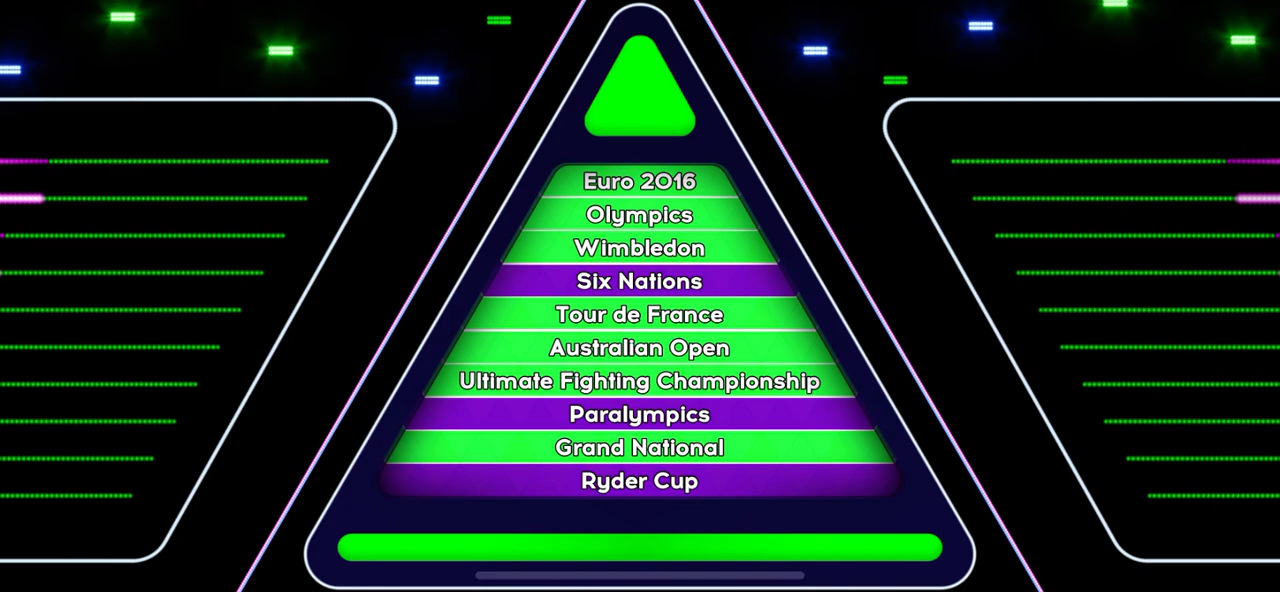 Euro 2016
Olympics
Wimbledon
Six Nations
Tour de France
Australian Open
Ultimate Fighting Championship
Paralympics
Grand National
Ryder Cup